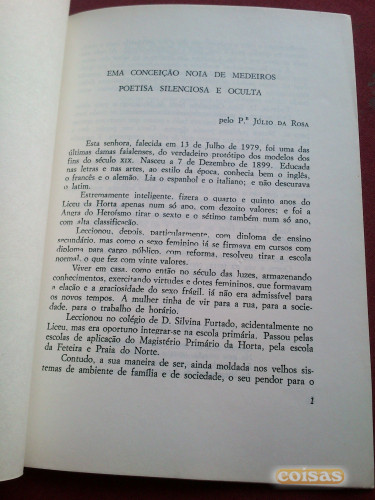 EMA CONCEIÇÃO NOIA DE MEDEIROS
POETISA SILENCIOSA E OCULTA
pelo P.e JÚLIO DA ROSA
Esta senhora, falecida em 13 de Julho de 1979, foi uma das
últimas damas faialenses, do verdadeiro protótipo dos modelos dos
fins do século XIX. Nasceu a 7 de Dezembro de 1899. Educada
nas letras e nas artes, ao estilo da época, conhecia bem o inglês,
o francês e o alemão. Lia o espanhol e o italiano; e não descurava
o latim.
Extremamente inteligente, fizera o quarto e quinto anos do
Liceu da Horta apenas num só ano, com dezoito valores; e foi a
Angra do Heroísmo tirar o sexto e o sétimo também num só ano,
com alta classificação.
Leccionou, depois, particularmente, com diploma de ensino
secundário, mas como o sexo feminino já se firmava em cursos com
diploma para cargo público, com reforma, resolveu tirar a escola
normal, o que fez com vinte valores.
Viver em casa, como então no século das luzes, armazenando
conhecimentos, exercitando virtudes e dotes femininos, que formavam
a elação e a graciosidade do sexo frágil, já não era admissível para
os novos tempos. A mulher tinha de vir para a rua, para a socie-
dade, para o trabalho de horário.
Leccionou no colégio de D. Silvina Furtado, acidentalmente no
Liceu, mas era oportuno integrar-se na escola primária. Passou pelas
escolas de aplicação do Magistério Primário da Horta, pela escola
da Feteira e Praia do Norte.
Contudo, a sua maneira de ser, ainda moldada nos velhos sis-
temas de ambiente de família e de sociedade, o seu pendor para o
1
coisas